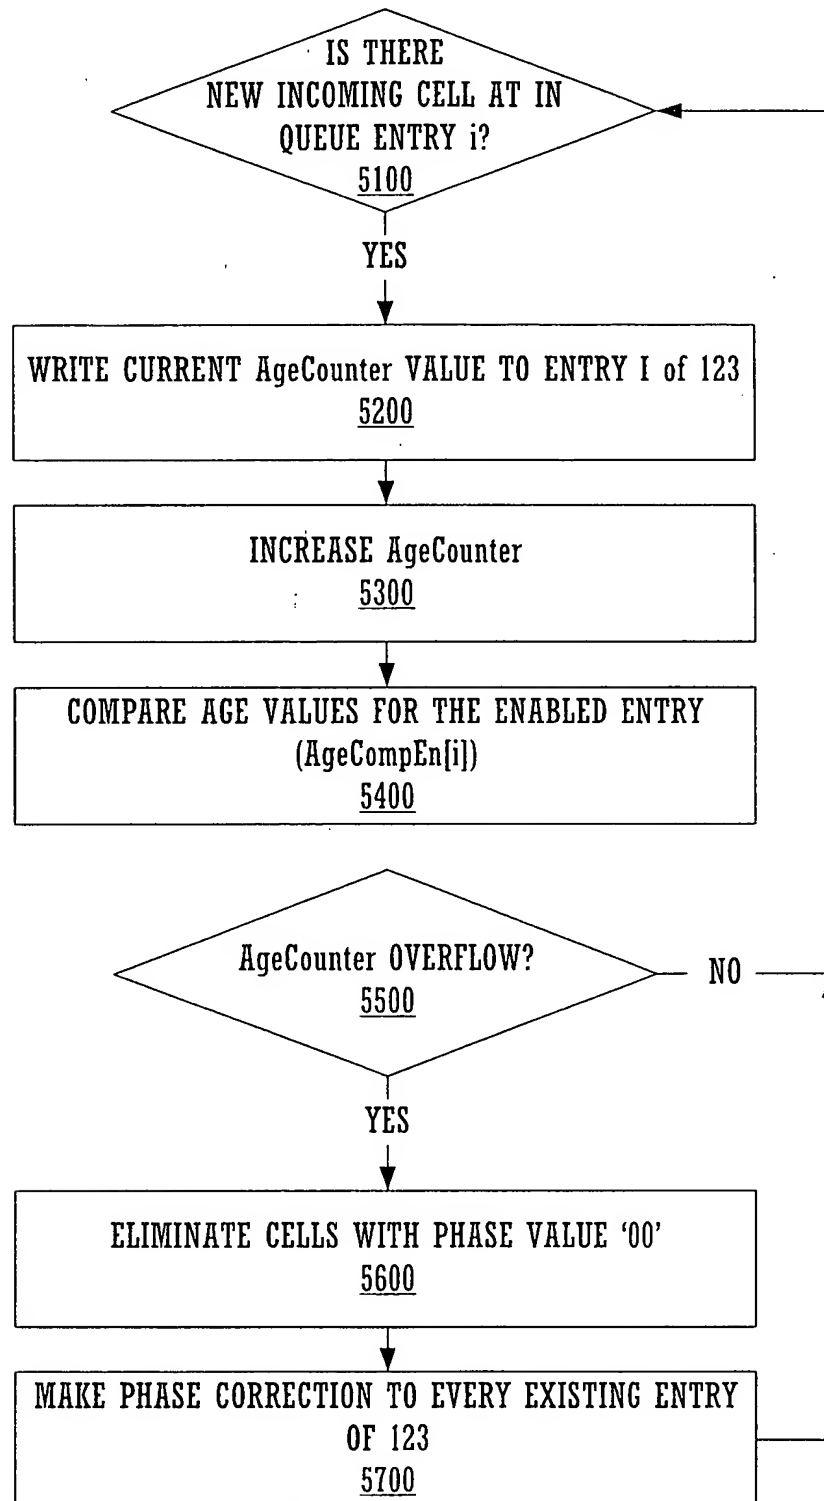 IS THERE
NEW INCOMING CELL AT IN
QUEUE ENTRY i?
5100
YES
WRITE CURRENT AgeCounter VALUE TO ENTRY I of 123
5200
INCREASE AgeCounter
5300
COMPARE AGE VALUES FOR THE ENABLED ENTRY
(AgeCompEn[i])
5400
AgeCounter OVERFLOW?
5500
NO
YES
ELIMINATE CELLS WITH PHASE VALUE ‘00’
5600
MAKE PHASE CORRECTION TO EVERY EXISTING ENTRY
OF 123
5700